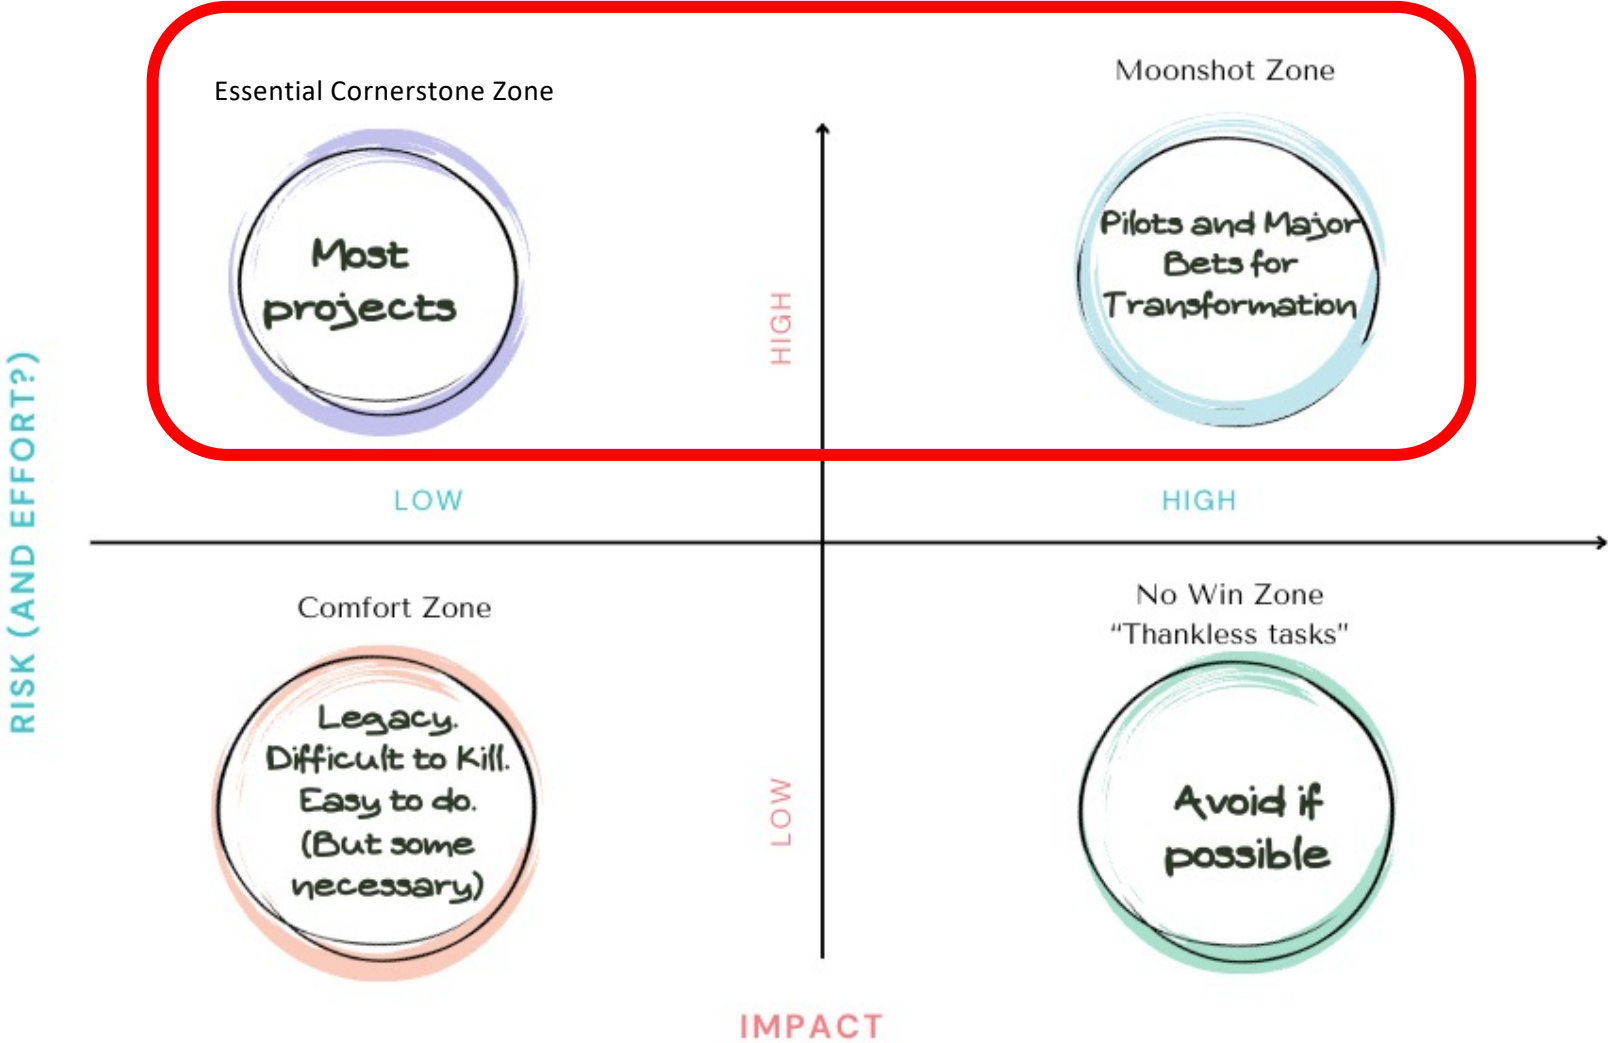 Essential Cornerstone Zone
Most
projects
Moonshot Zone
Pilots and Major
Bets for
Transformation
HIGH
LOW
HIGH
RISK (AND EFFORT?)
Comfort Zone
Legacy.
Difficult to Kill.
Easy to do.
(But some
necessary)
LOW
No Win Zone
“Thankless tasks”
Avoid if
possible
IMPACT